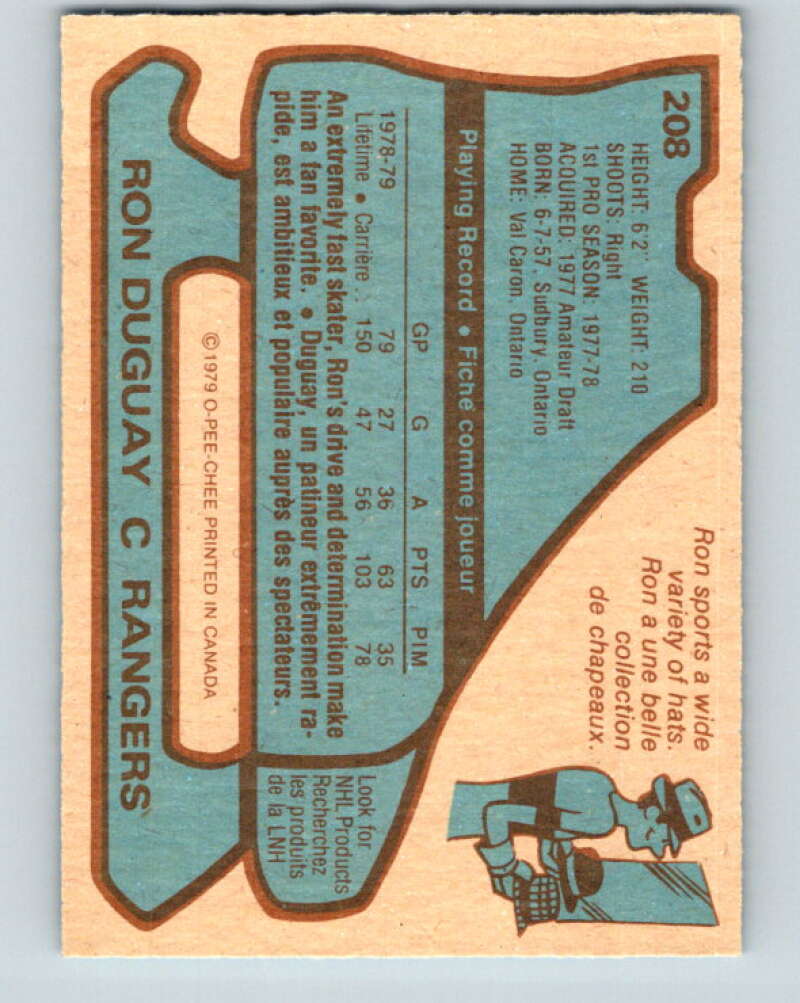 208
HEIGHT: 6'2" WEIGHT: 210
SHOOTS: Right
1st PRO SEASON: 1977-78
ACQUIRED: 1977 Amateur Draft
BORN: 6-7-57, Sudbury, Ontario
HOME: Val Caron, Ontario
Ron sports a wide
variety of hats.
Ron a une belle
collection
de chapeaux.
Playing Record • Fiche comme joueur
GP G A PTS PIM
1978-79 79 27 36 63 35
Lifetime • Carrière : 150 47 56 103 78
An extremely fast skater, Ron's drive and determination make
him a fan favorite. • Duguay, un patineur extrêmement ra-
pide, est ambitieux et populaire auprès des spectateurs.
Look for
NHL Products
Recherchez
les produits
de la LNH
©1979 O-PEE-CHEE PRINTED IN CANADA
RON DUGUAY C RANGERS